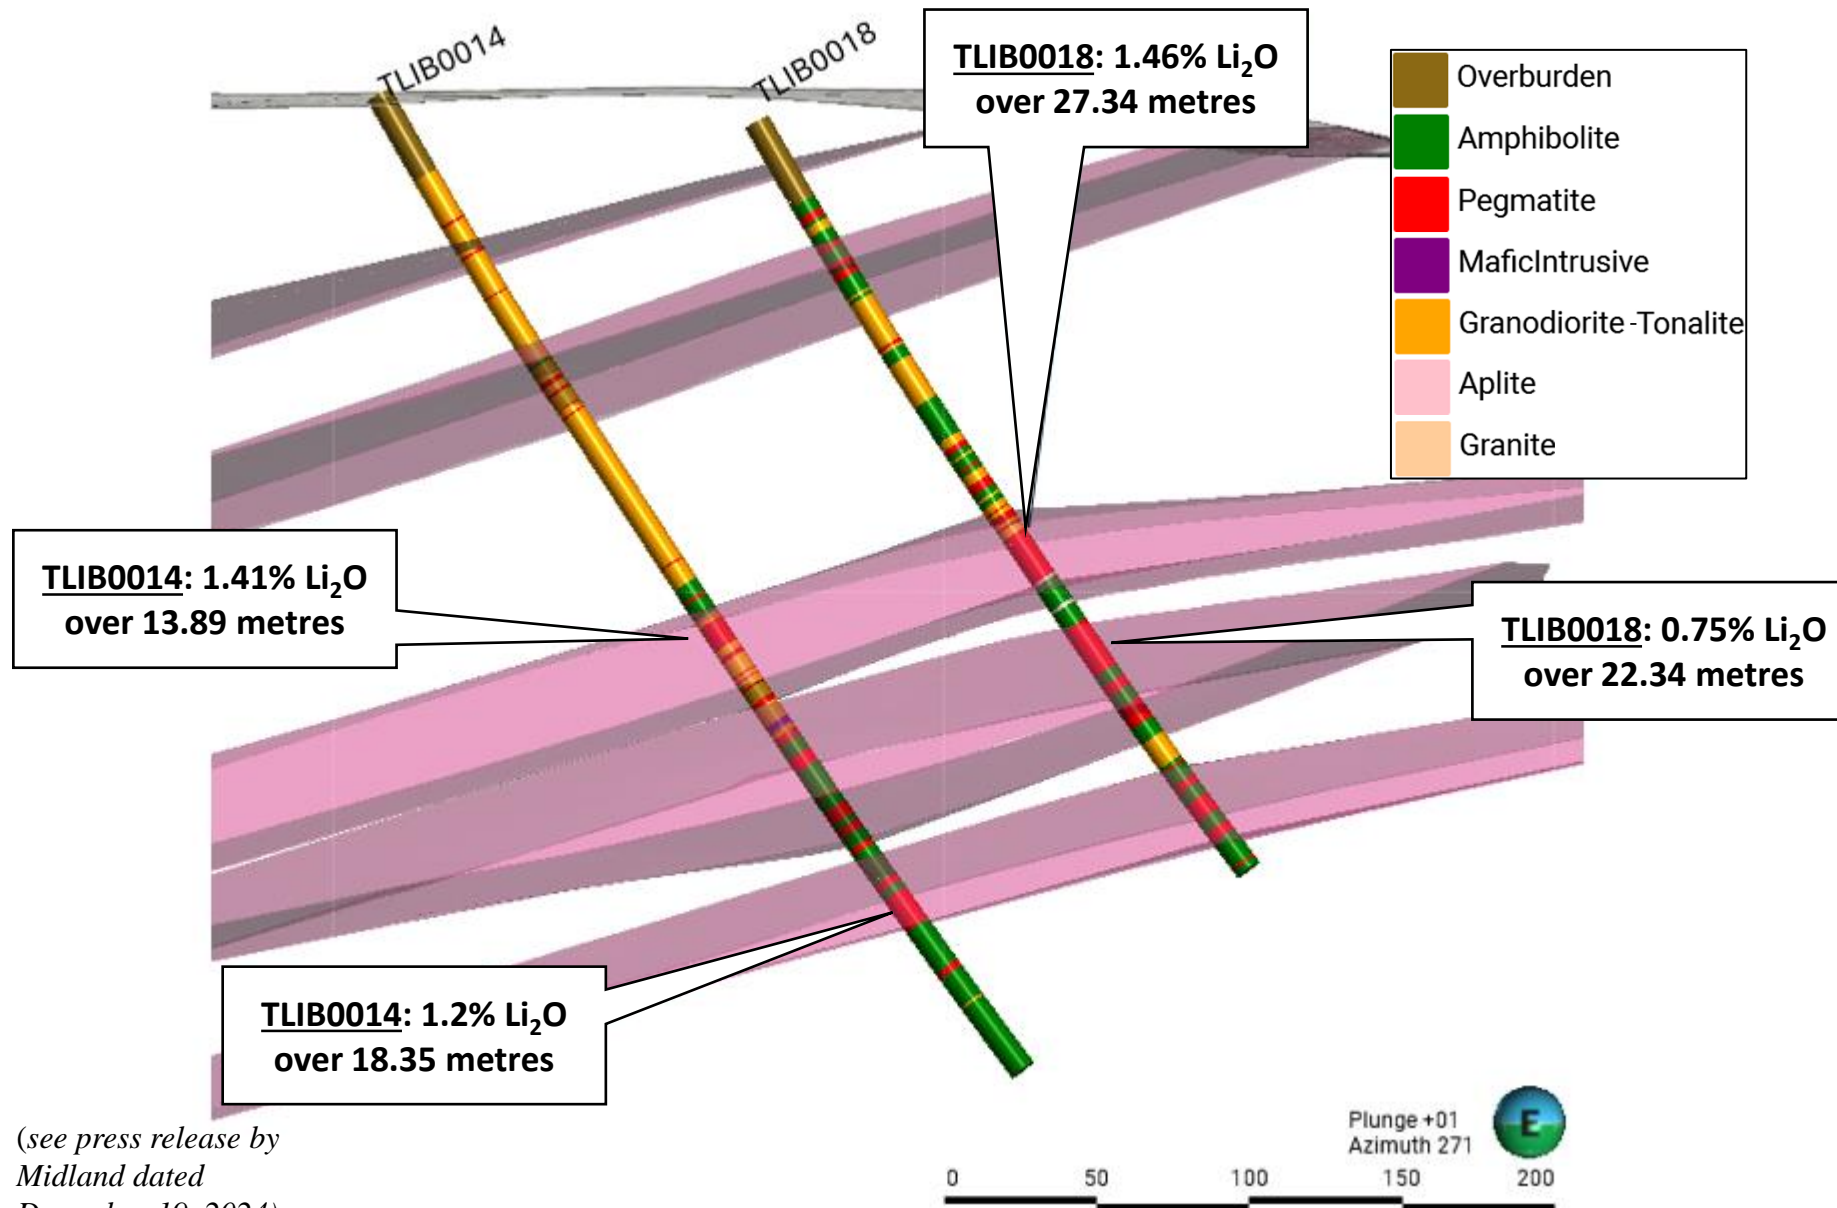 TLIB0014
TLIB0018
TLIB0018: 1.46% Li₂O
over 27.34 metres
Overburden
Amphibolite
Pegmatite
MaficIntrusive
Granodiorite-Tonalite
Aplite
Granite
TLIB0014: 1.41% Li₂O
over 13.89 metres
TLIB0018: 0.75% Li₂O
over 22.34 metres
TLIB0014: 1.2% Li₂O
over 18.35 metres
(see press release by
Midland dated
2024)
Plunge +01
Azimuth 271
E
0 50 100 150 200